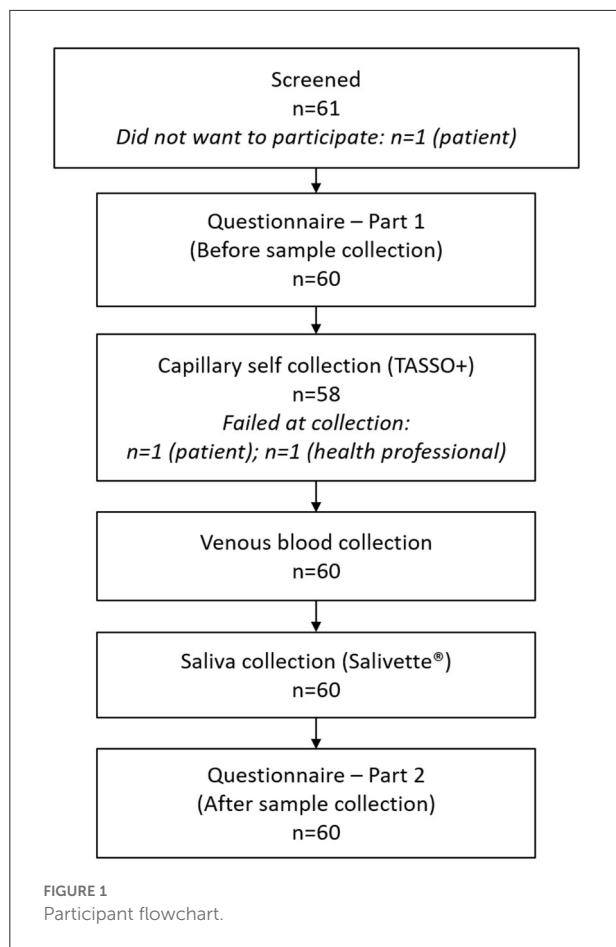 Screened
n=61
Did not want to participate: n=1 (patient)
Questionnaire – Part 1
(Before sample collection)
n=60
Capillary self collection (TASSO+)
n=58
Failed at collection:
n=1 (patient); n=1 (health professional)
Venous blood collection
n=60
Saliva collection (Salivette®)
n=60
Questionnaire – Part 2
(After sample collection)
n=60
FIGURE 1
Participant flowchart.